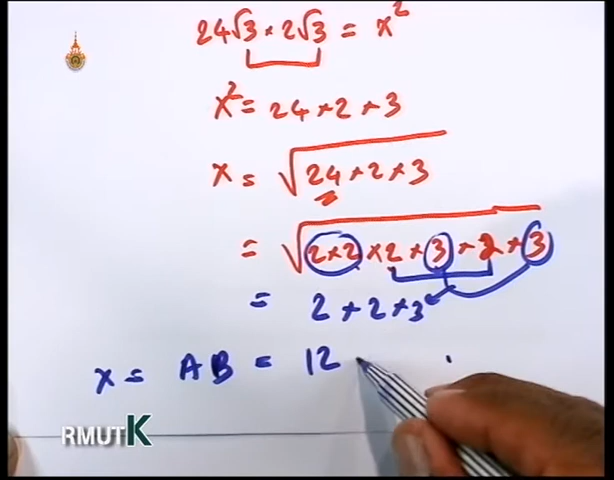 24√3 × 2√3 = x²
x² = 24 × 2 × 3
x = √24 × 2 × 3
= √2×2 × 2 × 3 × 2 × 3
= 2 × 2 × 3
x = AB = 12
RMUTK